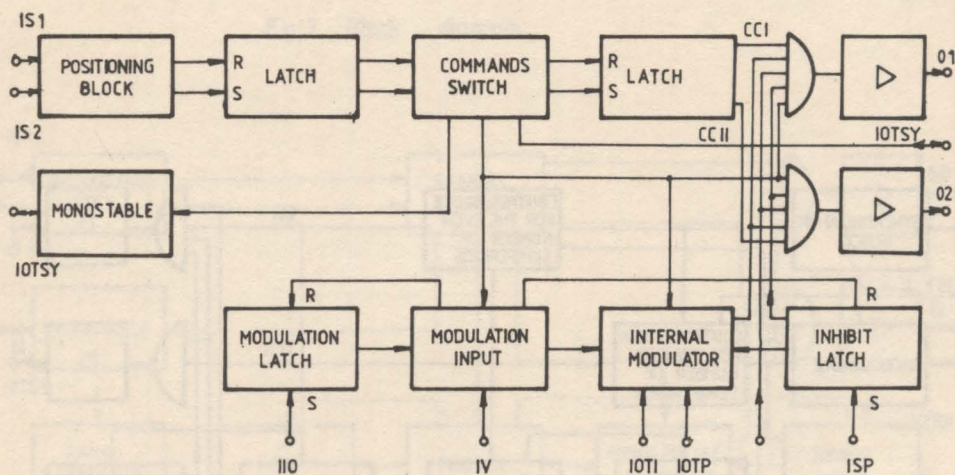 IS1
POSITIONING
BLOCK
IS2
R
S
LATCH
COMMANDS
SWITCH
R
S
LATCH
CCI
CCII
01
IOTSY
02
MONOSTABLE
IOTSY
R
MODULATION
LATCH
S
MODULATION
INPUT
INTERNAL
MODULATOR
R
INHIBIT
LATCH
S
IIO
IV
IOTI
IOTP
ISP